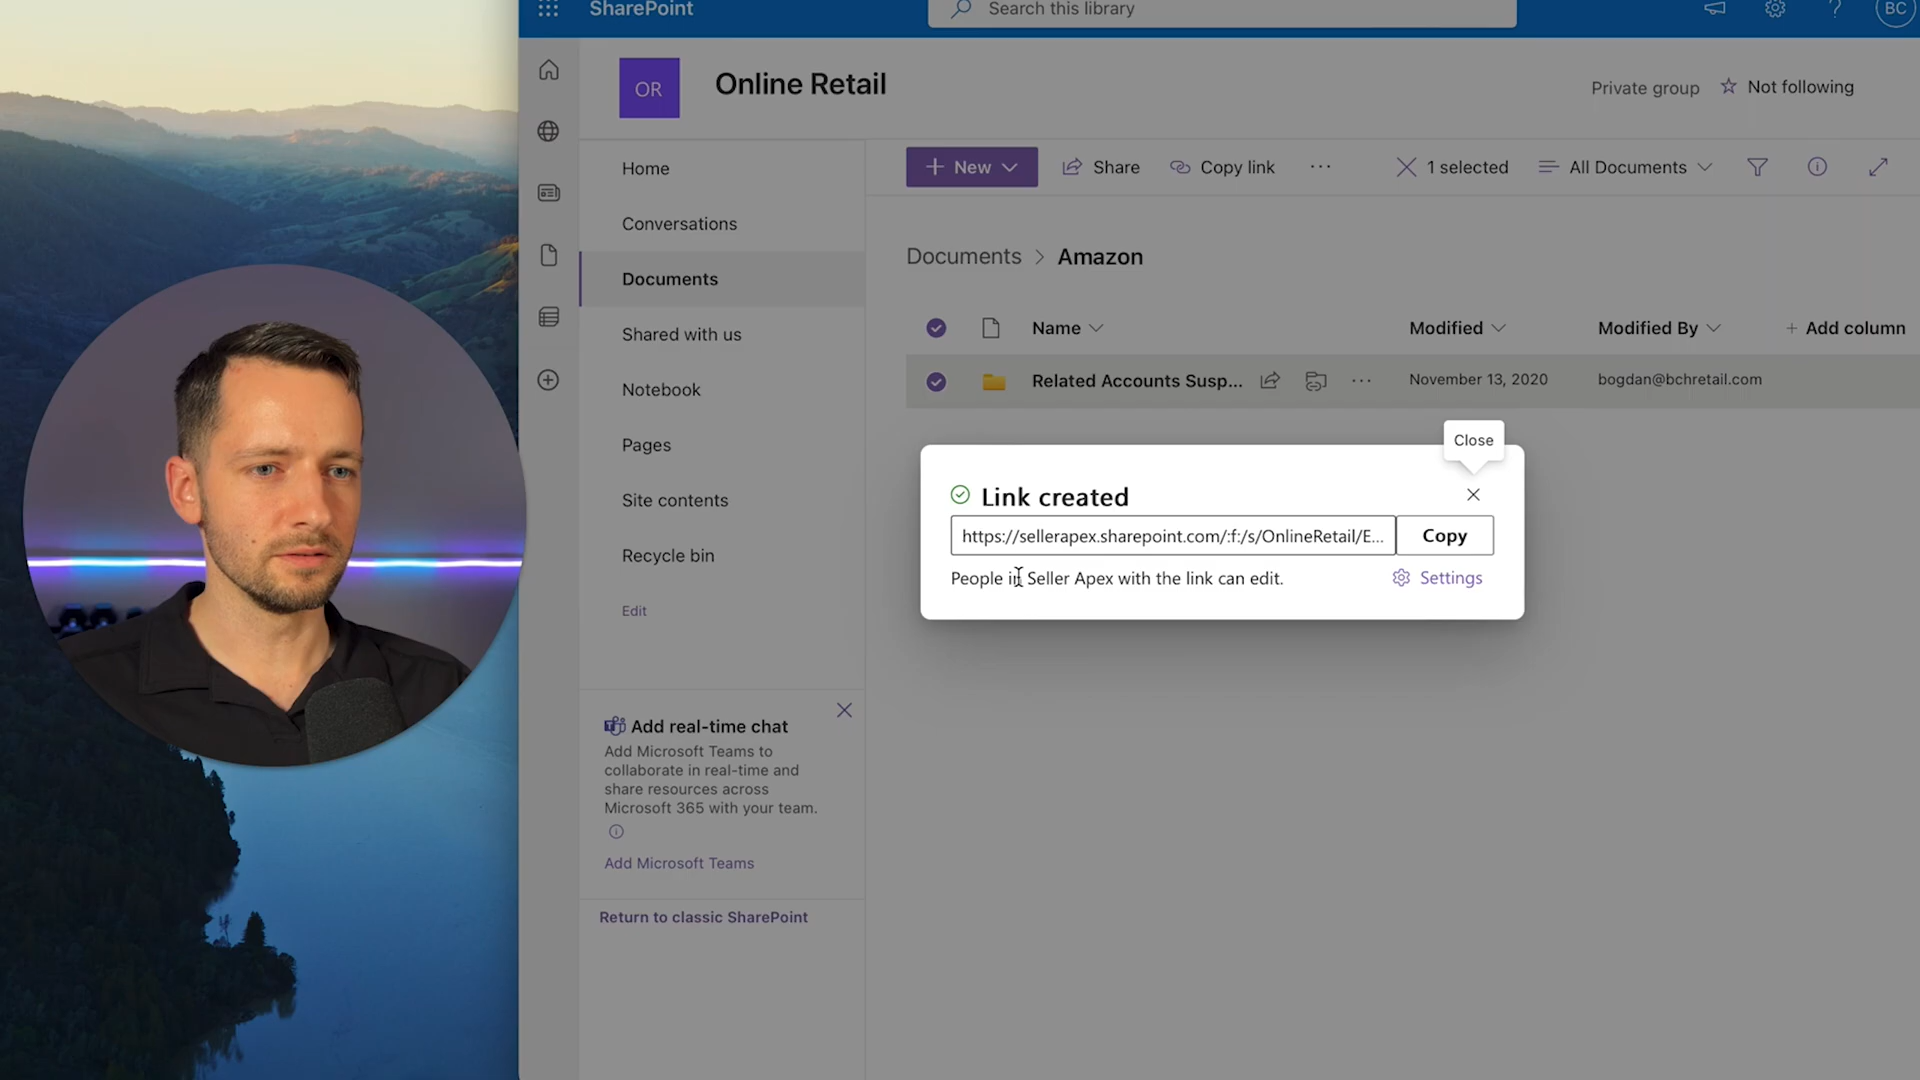 SharePoint
Search this library
BC
OR
Online Retail
Private group
Not following
Home
Conversations
Documents
Shared with us
Notebook
Pages
Site contents
Recycle bin
Edit
+ New
Share
Copy link
...
1 selected
All Documents
Documents > Amazon
Name
Modified
Modified By
+ Add column
Related Accounts Susp...
...
November 13, 2020
bogdan@bchretail.com
Close
Link created
https://sellerapex.sharepoint.com/:f:/s/OnlineRetail/E...
Copy
People in Seller Apex with the link can edit.
Settings
Add real-time chat
Add Microsoft Teams to
collaborate in real-time and
share resources across
Microsoft 365 with your team.
Add Microsoft Teams
Return to classic SharePoint